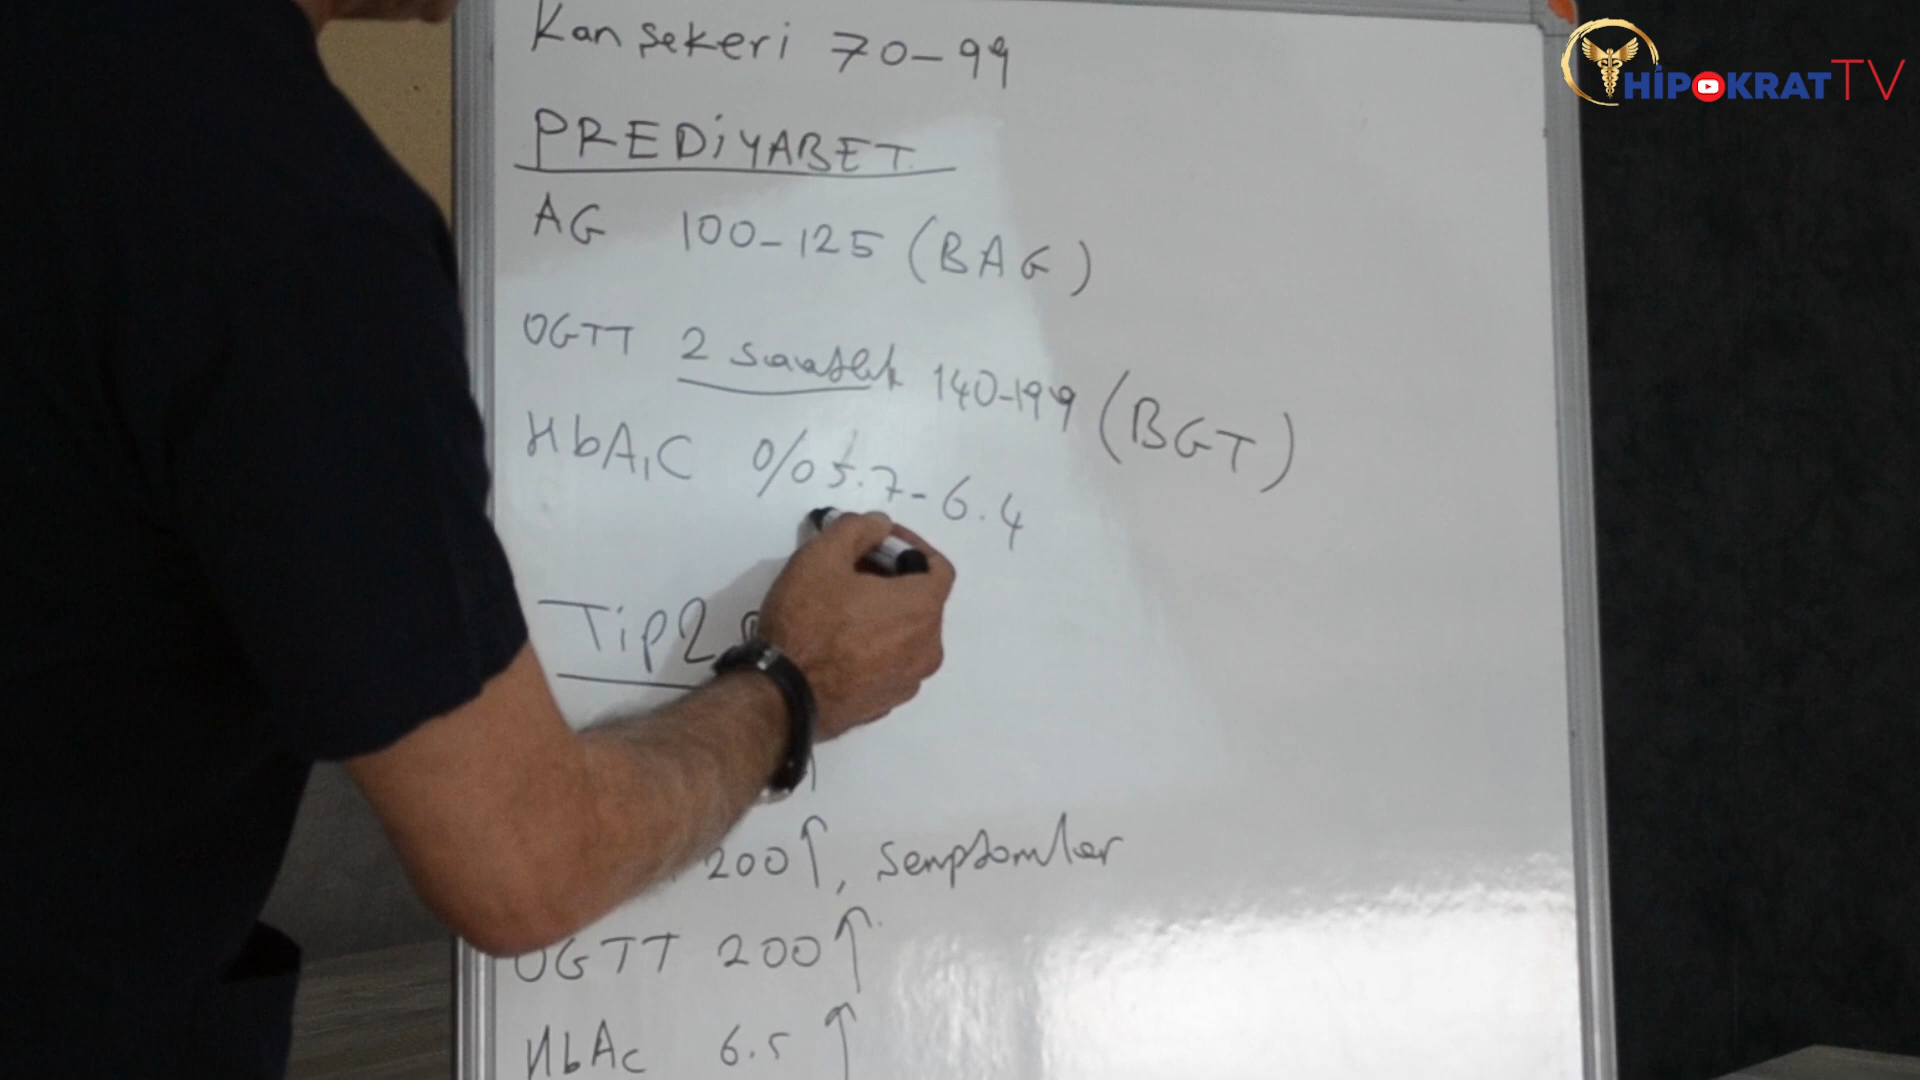 HİPOKRAT TV
Kan şekeri 70-99
PREDİYABET
AG 100-125 (BAG)
OGTT 2 saatlik 140-199 (BGT)
HbA1C %5.7-6.4
Tip2
200↑, Semptomlar
OGTT 200↑
HbAc 6.5↑